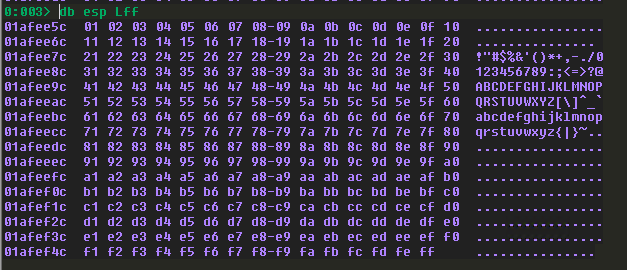 0:003> db esp Lff
01afee5c  01 02 03 04 05 06 07 08-09 0a 0b 0c 0d 0e 0f 10  ................
01afee6c  11 12 13 14 15 16 17 18-19 1a 1b 1c 1d 1e 1f 20  ............... 
01afee7c  21 22 23 24 25 26 27 28-29 2a 2b 2c 2d 2e 2f 30  !"#$%&'()*+,-./0
01afee8c  31 32 33 34 35 36 37 38-39 3a 3b 3c 3d 3e 3f 40  123456789:;<=>?@
01afee9c  41 42 43 44 45 46 47 48-49 4a 4b 4c 4d 4e 4f 50  ABCDEFGHIJKLMNOP
01afeeac  51 52 53 54 55 56 57 58-59 5a 5b 5c 5d 5e 5f 60  QRSTUVWXYZ[\]^_`
01afeebc  61 62 63 64 65 66 67 68-69 6a 6b 6c 6d 6e 6f 70  abcdefghijklmnop
01afeecc  71 72 73 74 75 76 77 78-79 7a 7b 7c 7d 7e 7f 80  qrstuvwxyz{|}~..
01afeedc  81 82 83 84 85 86 87 88-89 8a 8b 8c 8d 8e 8f 90  ................
01afeeec  91 92 93 94 95 96 97 98-99 9a 9b 9c 9d 9e 9f a0  ................
01afeefc  a1 a2 a3 a4 a5 a6 a7 a8-a9 aa ab ac ad ae af b0  ................
01afef0c  b1 b2 b3 b4 b5 b6 b7 b8-b9 ba bb bc bd be bf c0  ................
01afef1c  c1 c2 c3 c4 c5 c6 c7 c8-c9 ca cb cc cd ce cf d0  ................
01afef2c  d1 d2 d3 d4 d5 d6 d7 d8-d9 da db dc dd de df e0  ................
01afef3c  e1 e2 e3 e4 e5 e6 e7 e8-e9 ea eb ec ed ee ef f0  ................
01afef4c  f1 f2 f3 f4 f5 f6 f7 f8-f9 fa fb fc fd fe ff  ...............